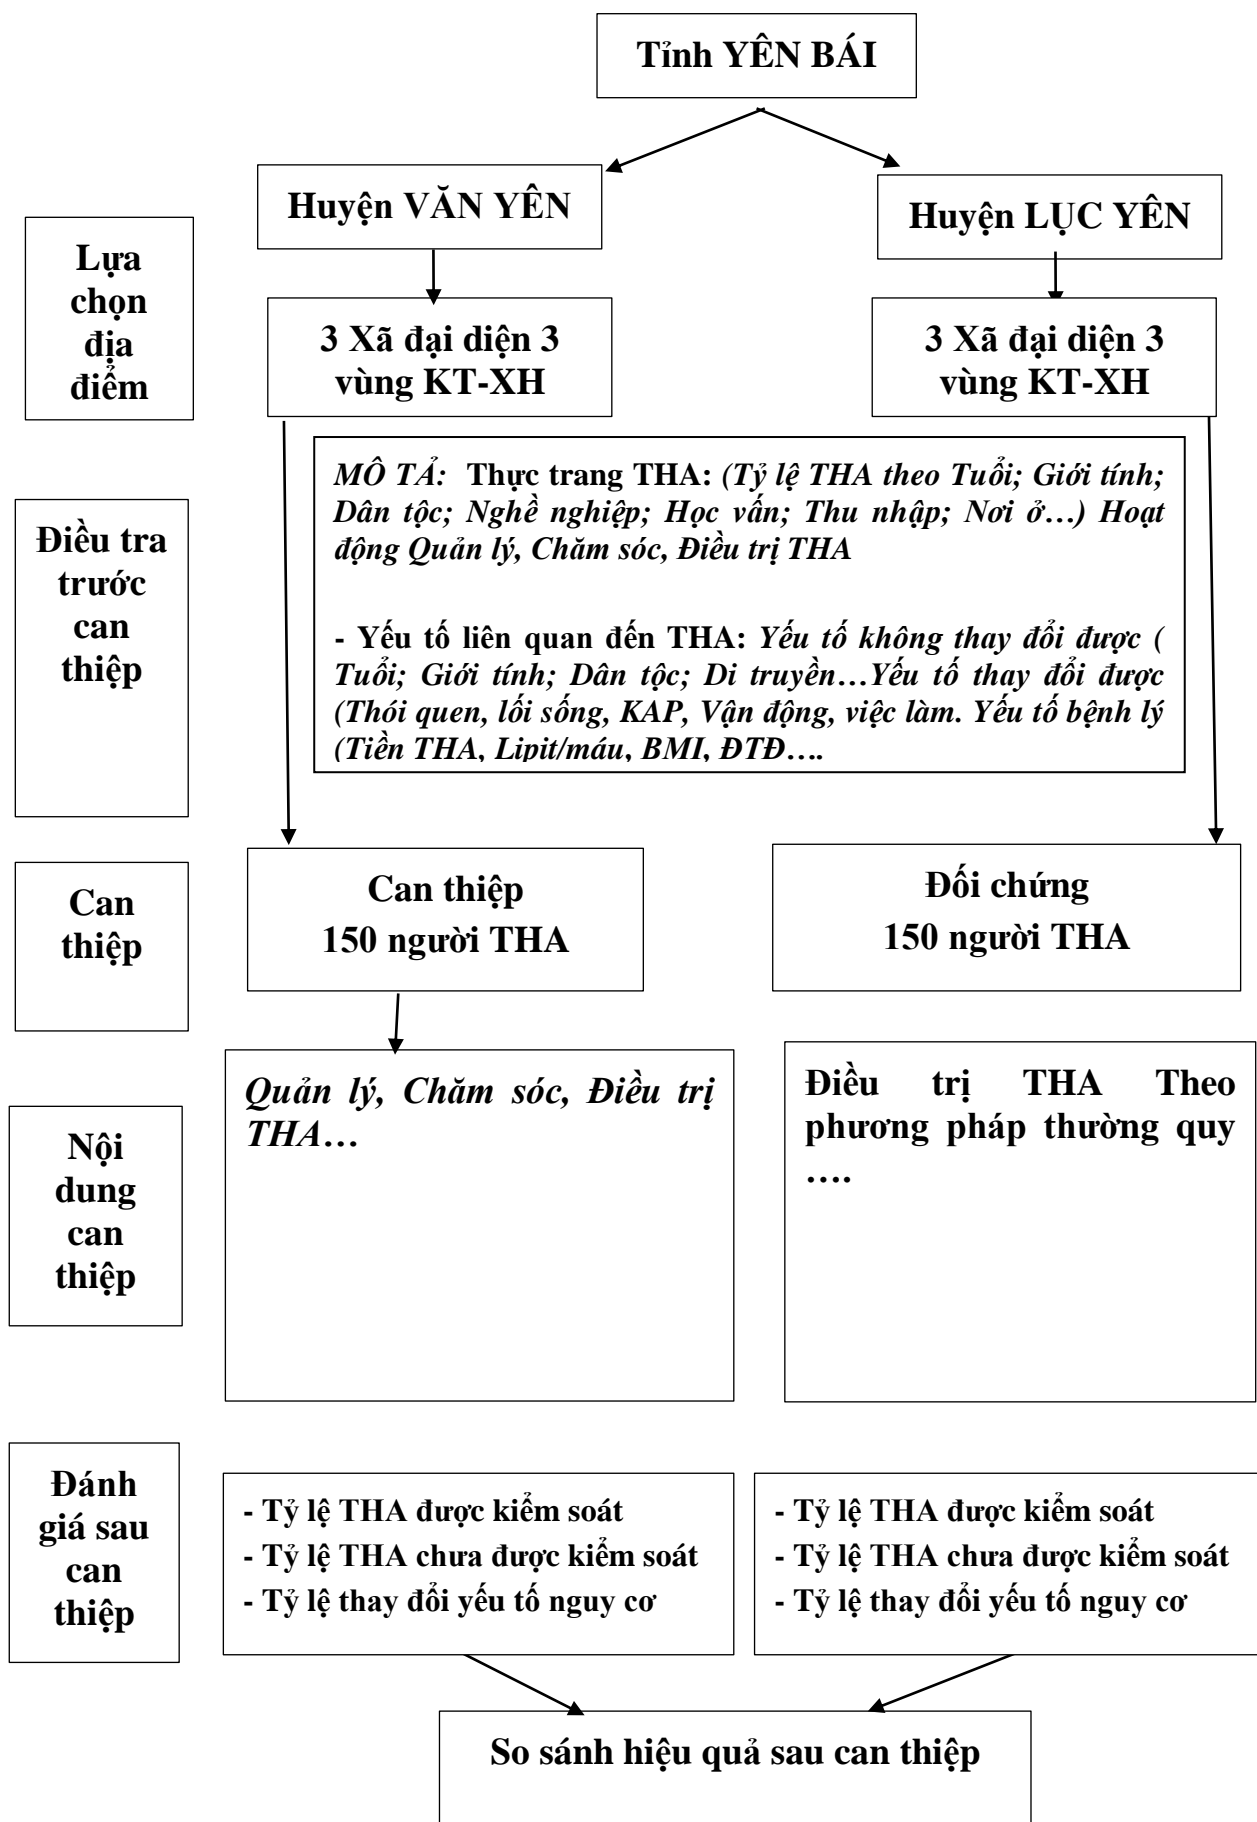 Tỉnh YÊN BÁI
Huyện VĂN YÊN
Huyện LỤC YÊN
Lựa
chọn
địa
điểm
3 Xã đại diện 3
vùng KT-XH
3 Xã đại diện 3
vùng KT-XH
MÔ TẢ: Thực trang THA: (Tỷ lệ THA theo Tuổi; Giới tính;
Dân tộc; Nghề nghiệp; Học vấn; Thu nhập; Nơi ở…) Hoạt
động Quản lý, Chăm sóc, Điều trị THA
- Yếu tố liên quan đến THA: Yếu tố không thay đổi được (
Tuổi; Giới tính; Dân tộc; Di truyền…Yếu tố thay đổi được
(Thói quen, lối sống, KAP, Vận động, việc làm. Yếu tố bệnh lý
(Tiền THA, Lipit/máu, BMI, ĐTĐ….
Điều tra
trước
can
thiệp
Can
thiệp
Can thiệp
150 người THA
Đối chứng
150 người THA
Nội
dung
can
thiệp
Quản lý, Chăm sóc, Điều trị
THA…
Điều trị THA Theo
phương pháp thường quy
….
Đánh
giá sau
can
thiệp
- Tỷ lệ THA được kiểm soát
- Tỷ lệ THA chưa được kiểm soát
- Tỷ lệ thay đổi yếu tố nguy cơ
- Tỷ lệ THA được kiểm soát
- Tỷ lệ THA chưa được kiểm soát
- Tỷ lệ thay đổi yếu tố nguy cơ
So sánh hiệu quả sau can thiệp